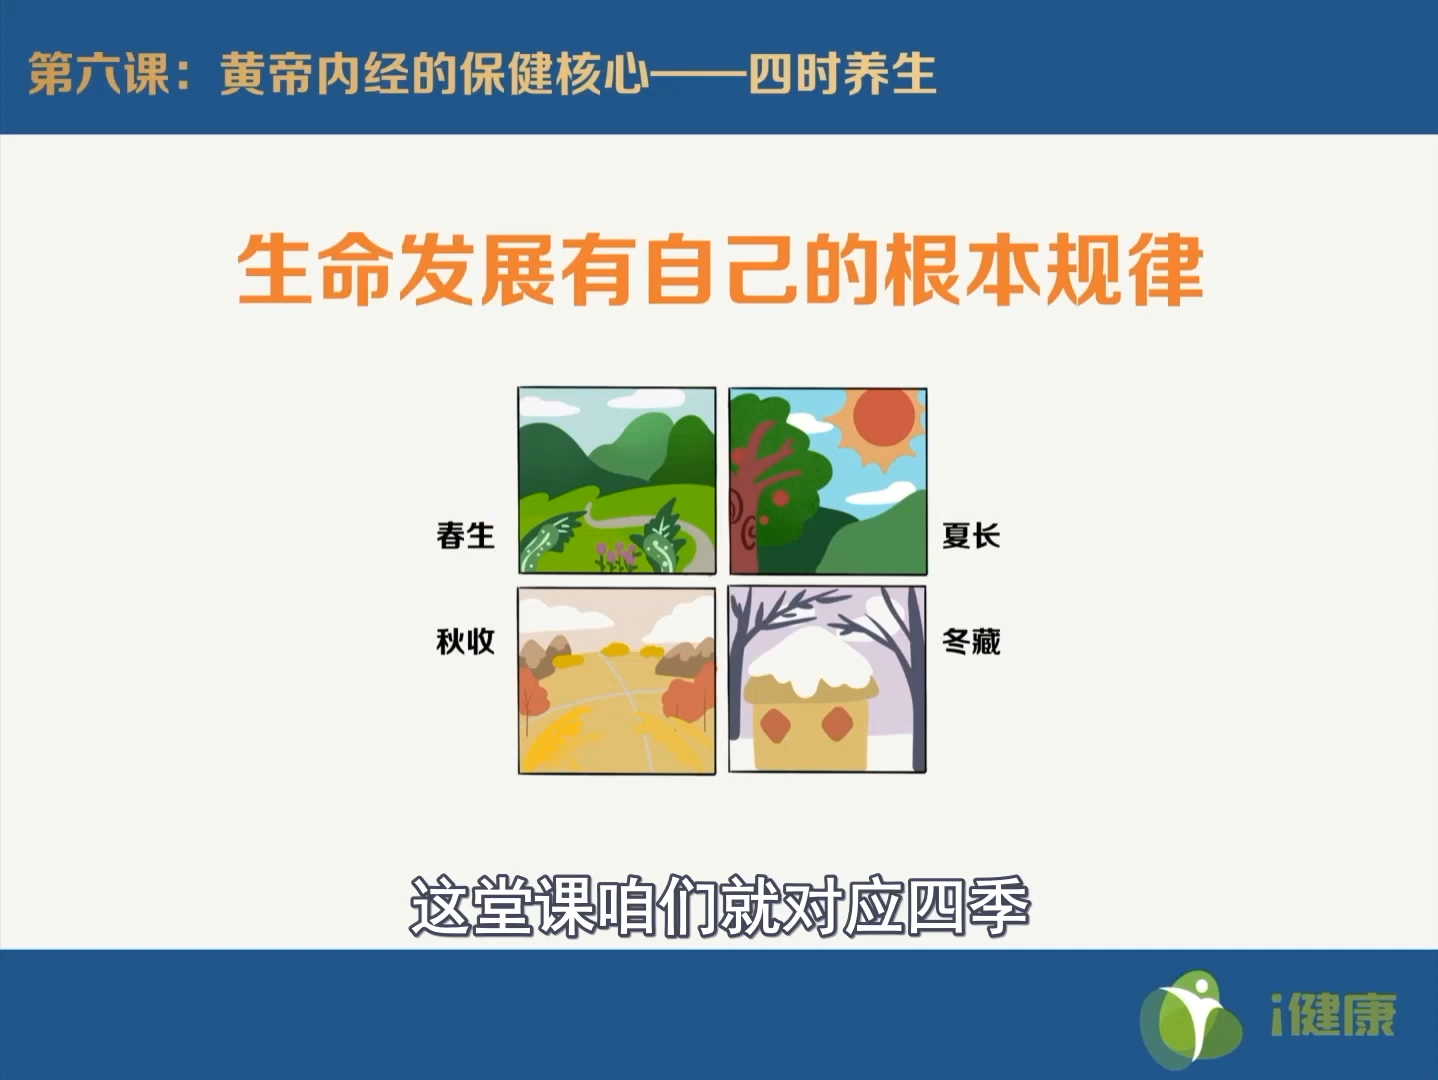 第六课：黄帝内经的保健核心——四时养生
生命发展有自己的根本规律
春生
夏长
秋收
冬藏
这堂课咱们就对应四季
i健康